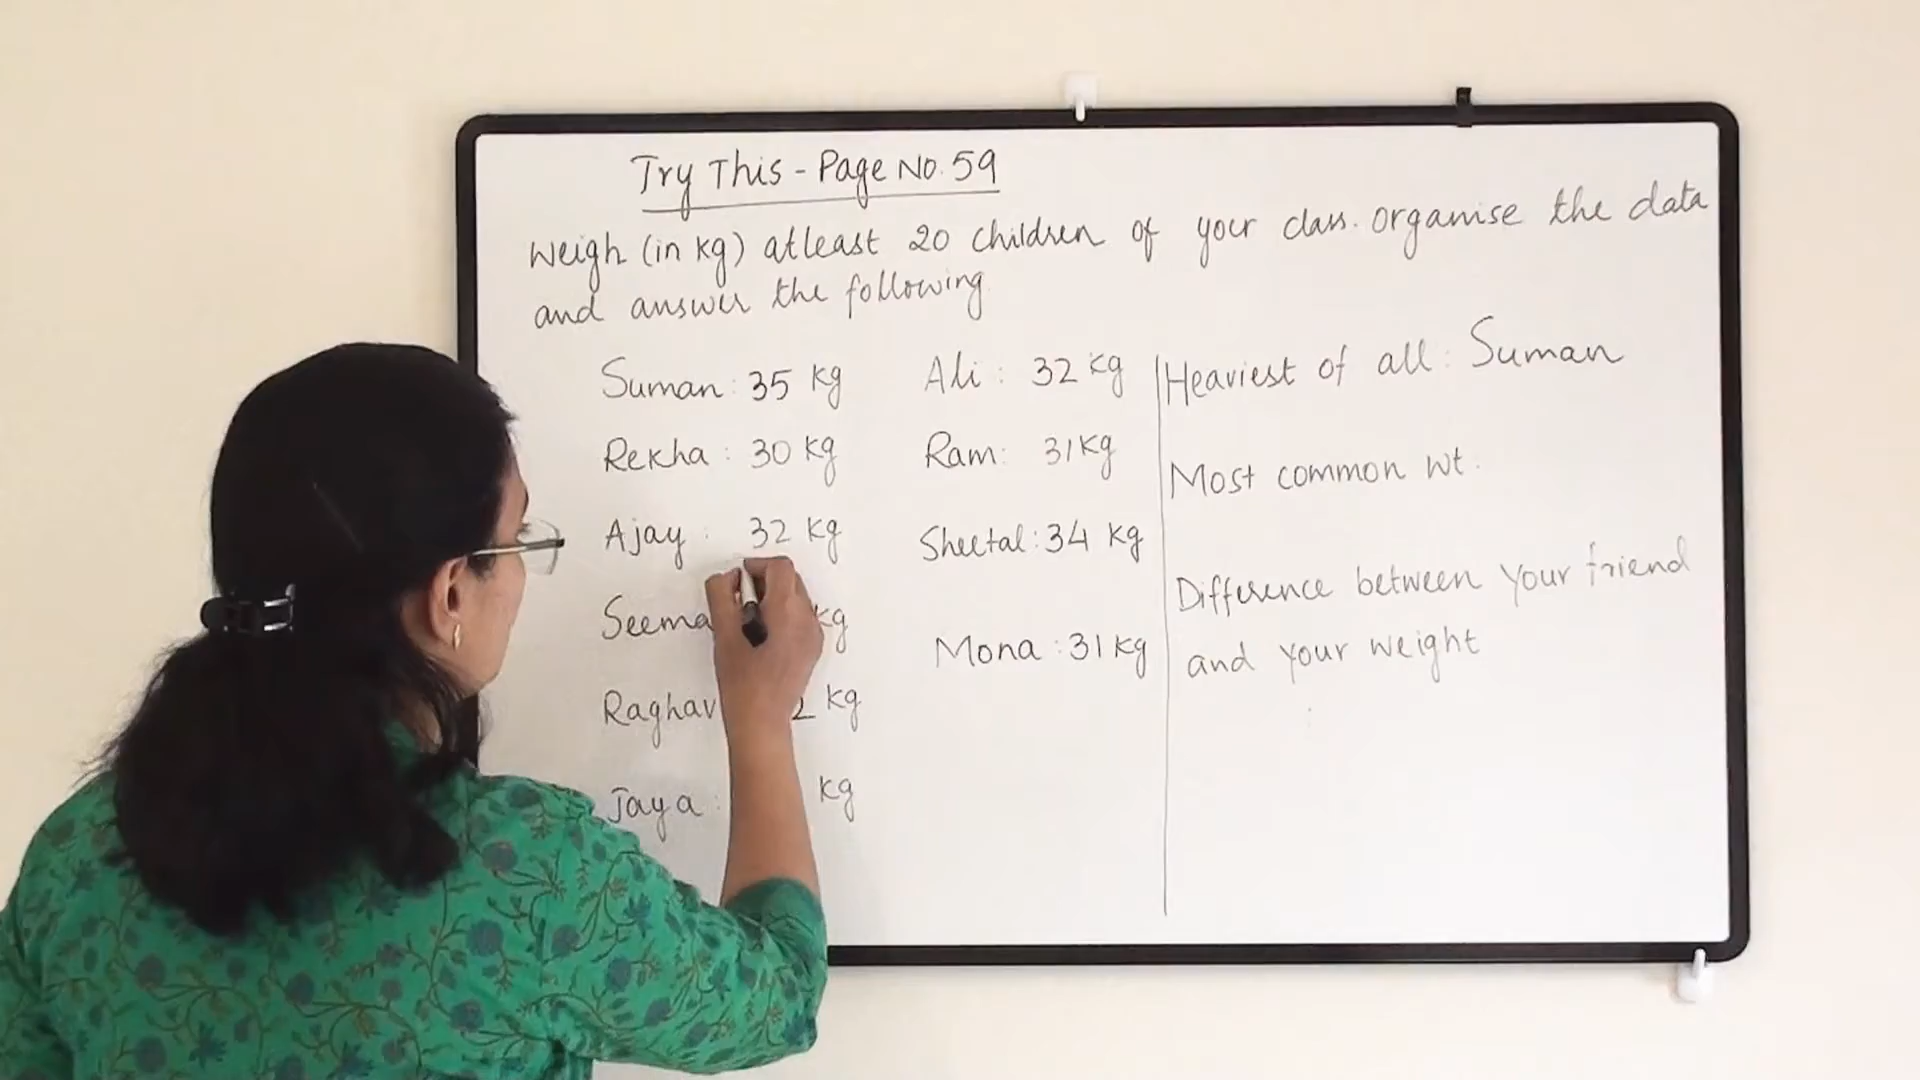 Try This - Page No. 59
Weigh (in kg) atleast 20 children of your class. Organise the data
and answer the following
Suman : 35 kg
Rekha : 30 kg
Ajay : 32 kg
Seema kg
Raghav 2 kg
Jaya : kg
Ali : 32 kg
Ram : 31 kg
Sheetal : 34 kg
Mona : 31 kg
Heaviest of all : Suman
Most common wt :
Difference between your friend
and your weight
: